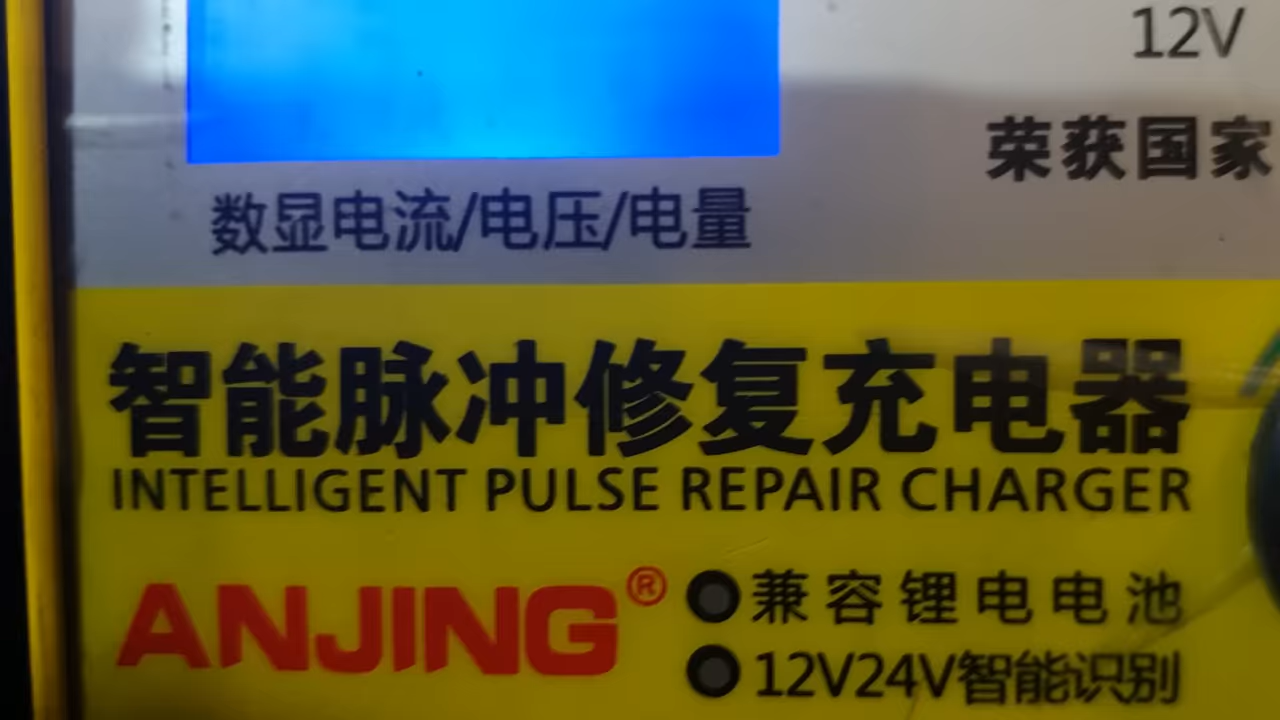 12V
荣获国家
数显电流/电压/电量
智能脉冲修复充电器
INTELLIGENT PULSE REPAIR CHARGER
ANJING®
兼容锂电电池
12V24V智能识别